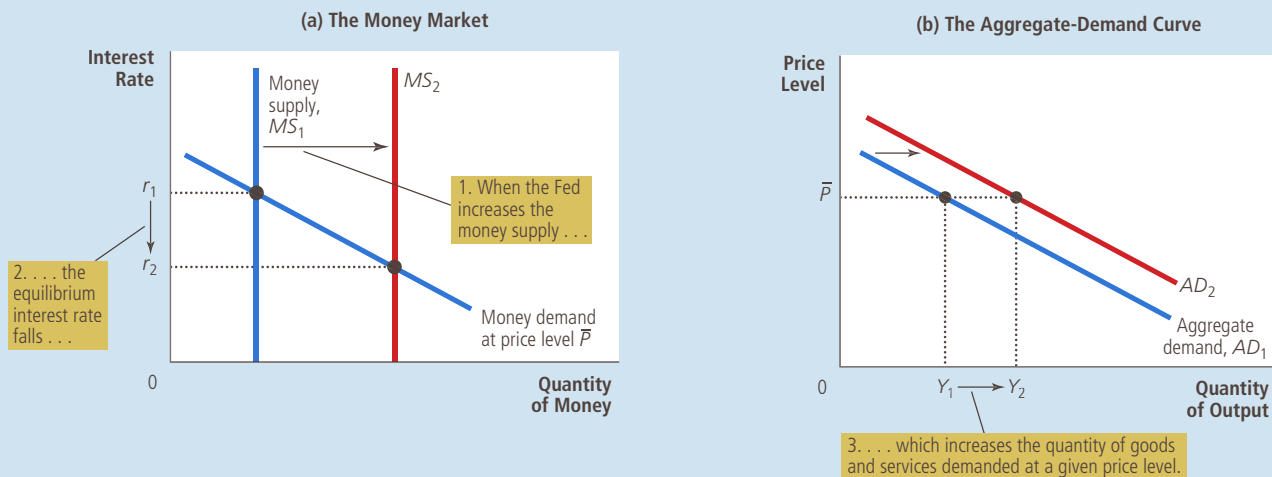 (a) The Money Market
Interest
Rate
Money
supply,
MS₁
MS₂
r₁
r₂
1. When the Fed
increases the
money supply . . .
2. . . . the
equilibrium
interest rate
falls . . .
Money demand
at price level P̅
0
Quantity
of Money
(b) The Aggregate-Demand Curve
Price
Level
P̅
AD₂
Aggregate
demand, AD₁
0
Y₁
Y₂
Quantity
of Output
3. . . . which increases the quantity of goods
and services demanded at a given price level.